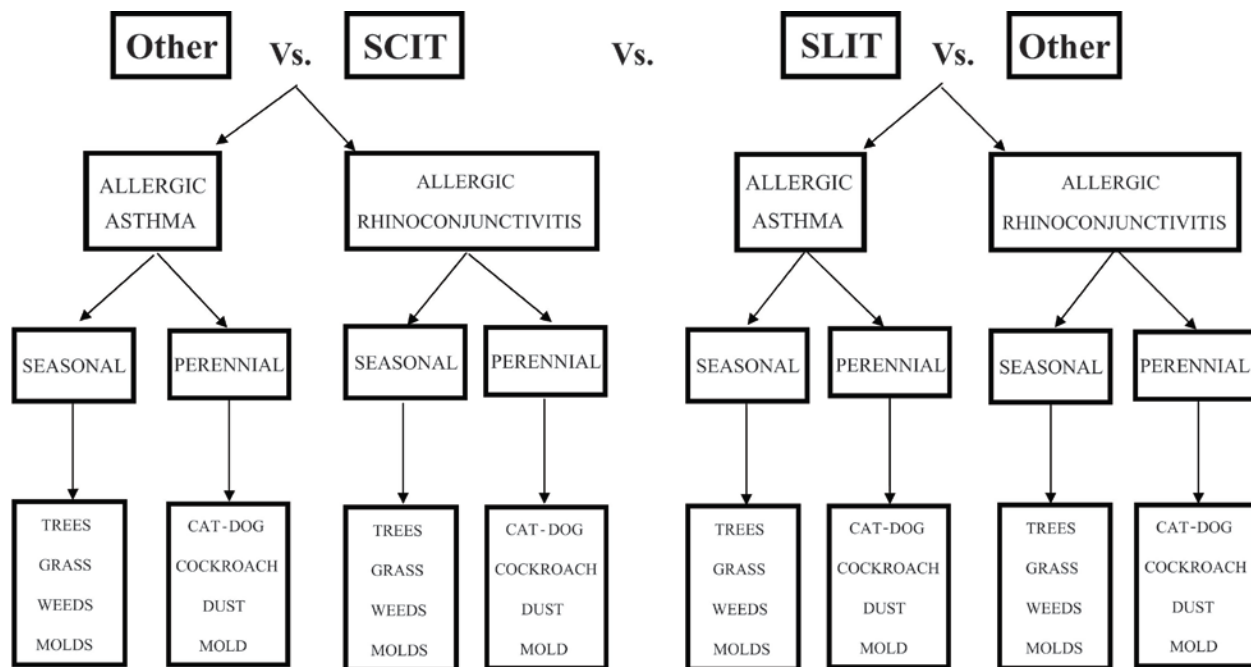 Other Vs. SCIT Vs. SLIT Vs. Other
ALLERGIC
ASTHMA
ALLERGIC
RHINOCONJUNCTIVITIS
ALLERGIC
ASTHMA
ALLERGIC
RHINOCONJUNCTIVITIS
SEASONAL
PERENNIAL
SEASONAL
PERENNIAL
SEASONAL
PERENNIAL
SEASONAL
PERENNIAL
TREES
GRASS
WEEDS
MOLDS
CAT-DOG
COCKROACH
DUST
MOLD
TREES
GRASS
WEEDS
MOLDS
CAT-DOG
COCKROACH
DUST
MOLD
TREES
GRASS
WEEDS
MOLDS
CAT-DOG
COCKROACH
DUST
MOLD
TREES
GRASS
WEEDS
MOLDS
CAT-DOG
COCKROACH
DUST
MOLD